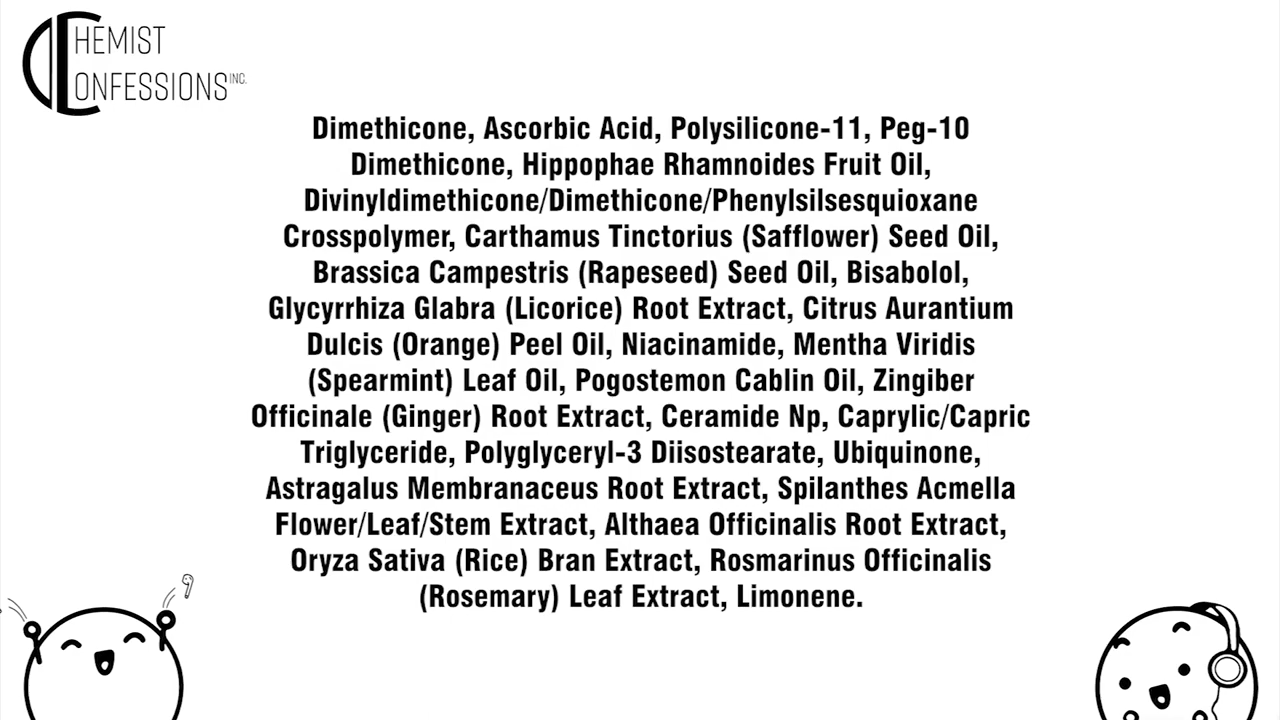 CHEMIST
CONFESSIONS INC.
Dimethicone, Ascorbic Acid, Polysilicone-11, Peg-10
Dimethicone, Hippophae Rhamnoides Fruit Oil,
Divinyldimethicone/Dimethicone/Phenylsilsesquioxane
Crosspolymer, Carthamus Tinctorius (Safflower) Seed Oil,
Brassica Campestris (Rapeseed) Seed Oil, Bisabolol,
Glycyrrhiza Glabra (Licorice) Root Extract, Citrus Aurantium
Dulcis (Orange) Peel Oil, Niacinamide, Mentha Viridis
(Spearmint) Leaf Oil, Pogostemon Cablin Oil, Zingiber
Officinale (Ginger) Root Extract, Ceramide Np, Caprylic/Capric
Triglyceride, Polyglyceryl-3 Diisostearate, Ubiquinone,
Astragalus Membranaceus Root Extract, Spilanthes Acmella
Flower/Leaf/Stem Extract, Althaea Officinalis Root Extract,
Oryza Sativa (Rice) Bran Extract, Rosmarinus Officinalis
(Rosemary) Leaf Extract, Limonene.